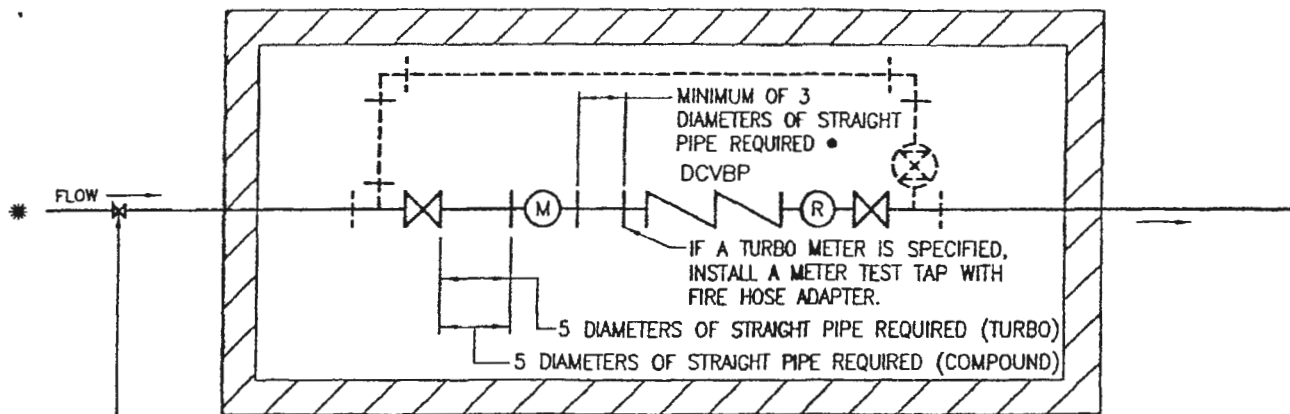 MINIMUM OF 3
DIAMETERS OF STRAIGHT
PIPE REQUIRED •
DCVBP
FLOW
M
R
IF A TURBO METER IS SPECIFIED,
INSTALL A METER TEST TAP WITH
FIRE HOSE ADAPTER.
5 DIAMETERS OF STRAIGHT PIPE REQUIRED (TURBO)
5 DIAMETERS OF STRAIGHT PIPE REQUIRED (COMPOUND)